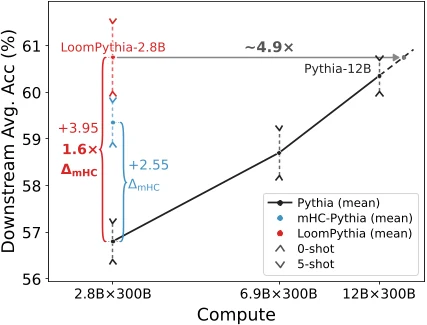 Downstream Avg. Acc (%)
61
60
59
58
57
56
LoomPythia-2.8B
~4.9×
Pythia-12B
+3.95
1.6×
ΔmHC
+2.55
ΔmHC
Pythia (mean)
mHC-Pythia (mean)
LoomPythia (mean)
0-shot
5-shot
2.8B×300B
6.9B×300B
12B×300B
Compute